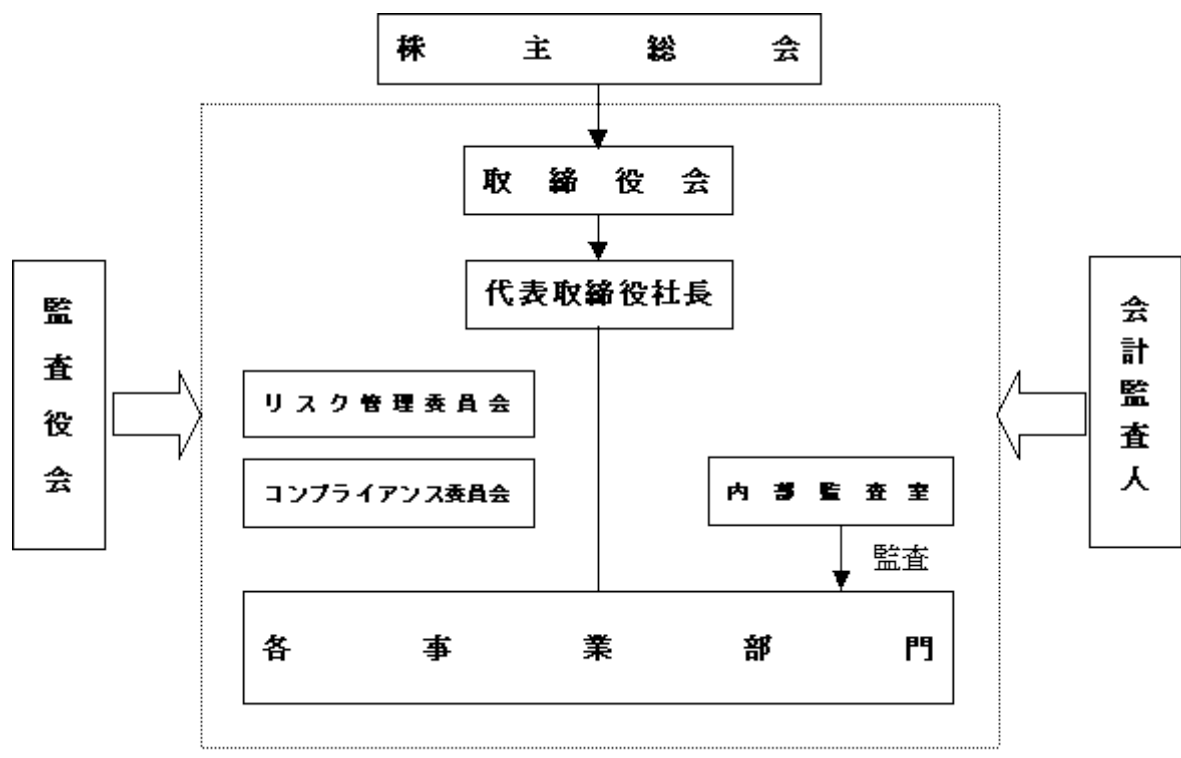 株主総会
取締役会
代表取締役社長
監査役会
会計監査人
リスク管理委員会
コンプライアンス委員会
内部監査室
監査
各事業部門